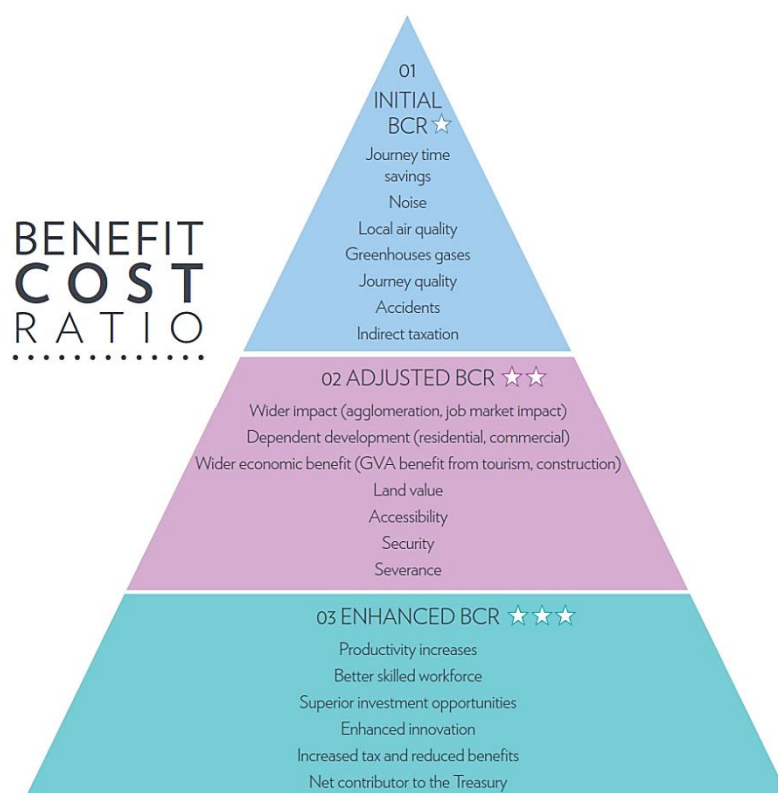 BENEFIT
COST
RATIO
01
INITIAL
BCR
Journey time
savings
Noise
Local air quality
Greenhouses gases
Journey quality
Accidents
Indirect taxation
02 ADJUSTED BCR
Wider impact (agglomeration, job market impact)
Dependent development (residential, commercial)
Wider economic benefit (GVA benefit from tourism, construction)
Land value
Accessibility
Security
Severance
03 ENHANCED BCR
Productivity increases
Better skilled workforce
Superior investment opportunities
Enhanced innovation
Increased tax and reduced benefits
Net contributor to the Treasury